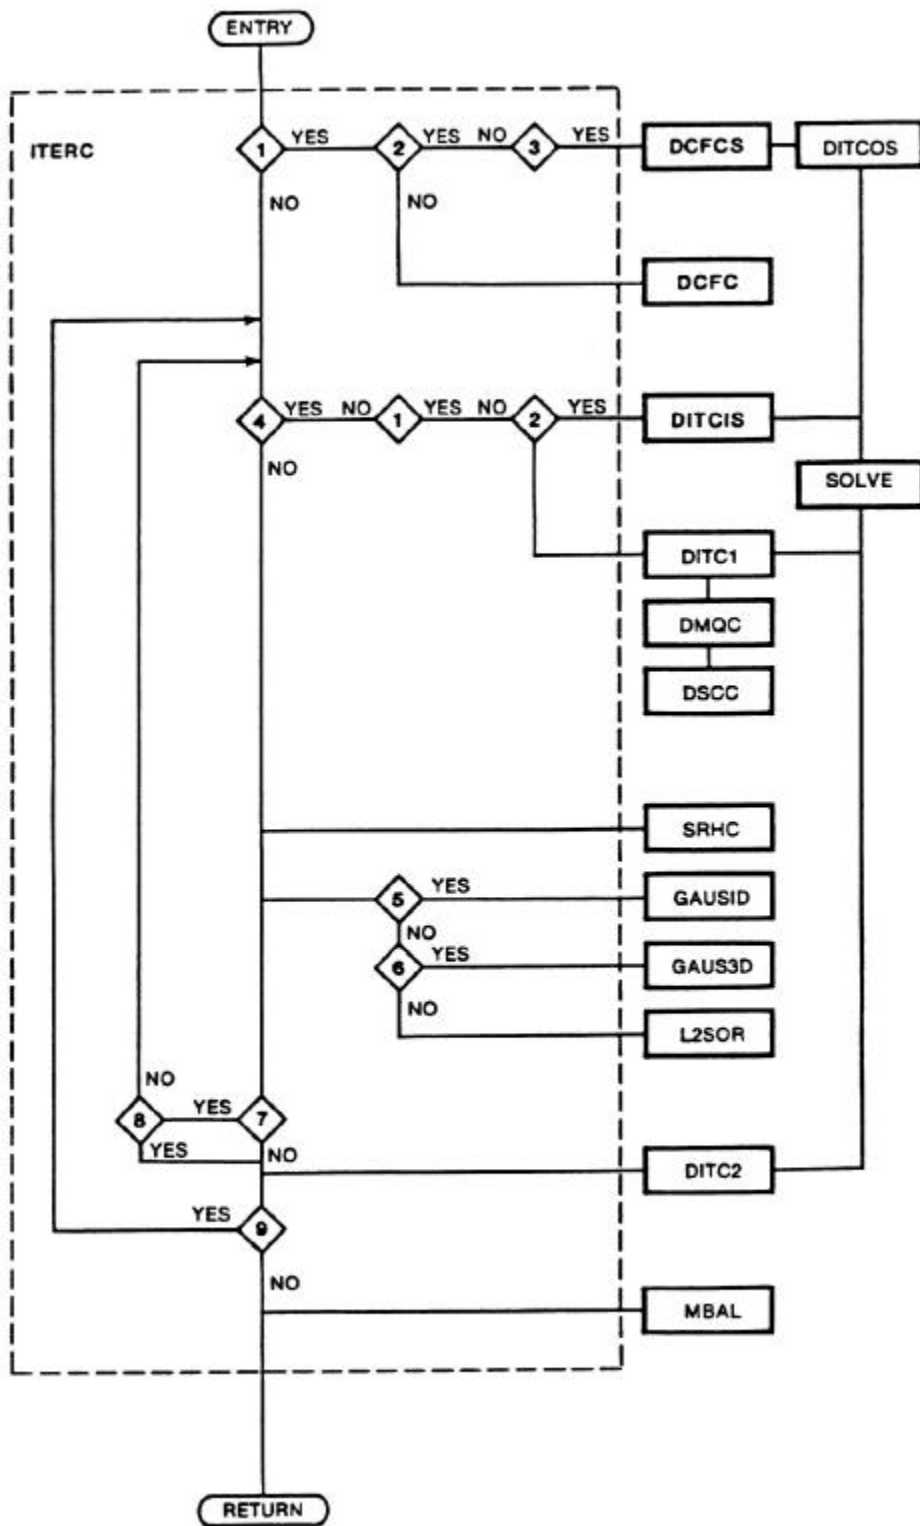 ENTRY
ITERC
1 YES 2 YES NO 3 YES DCFCS DITCOS
NO NO
DCFC
4 YES NO 1 YES NO 2 YES DITCIS
NO
SOLVE
DITC1
DMQC
DSCC
SRHC
5 YES GAUSID
NO
6 YES GAUS3D
NO
L2SOR
NO
8 YES 7
YES NO
DITC2
YES 9
NO
MBAL
RETURN